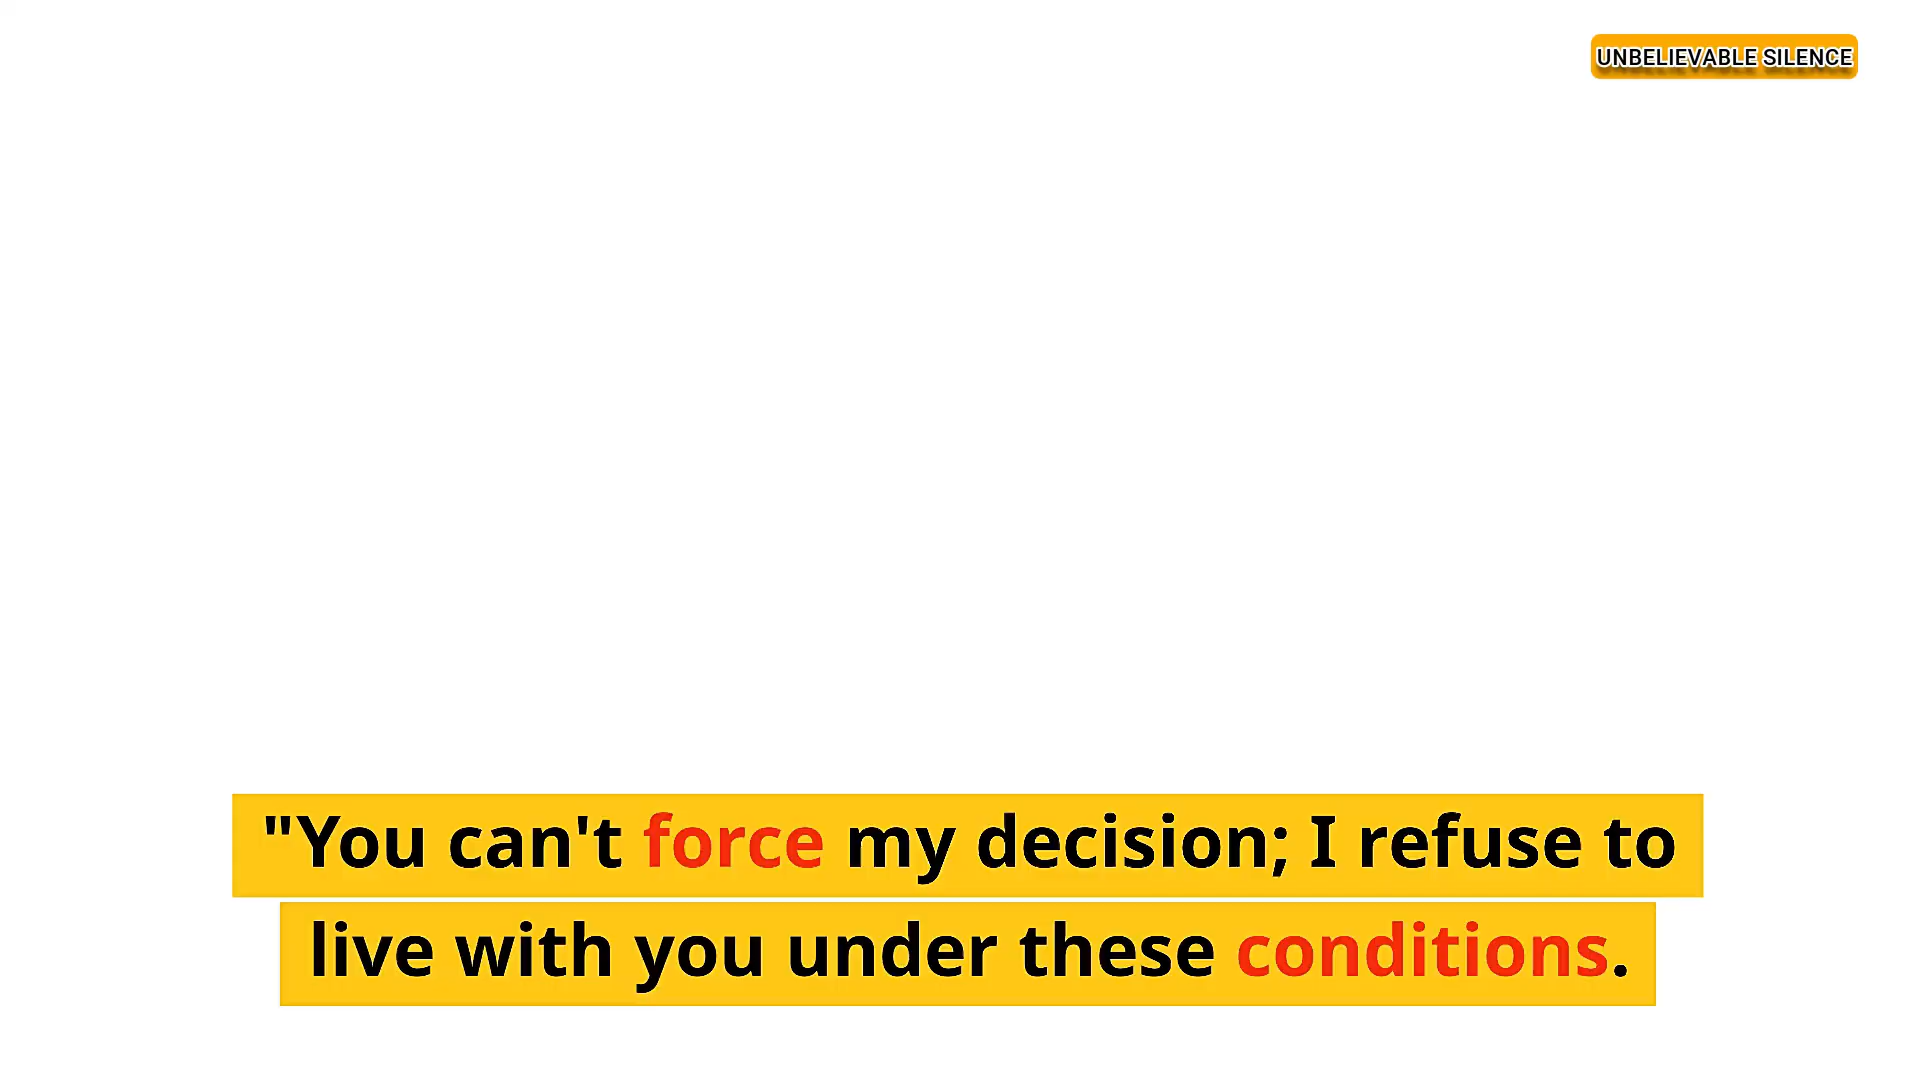 UNBELIEVABLE SILENCE
"You can't force my decision; I refuse to
live with you under these conditions.